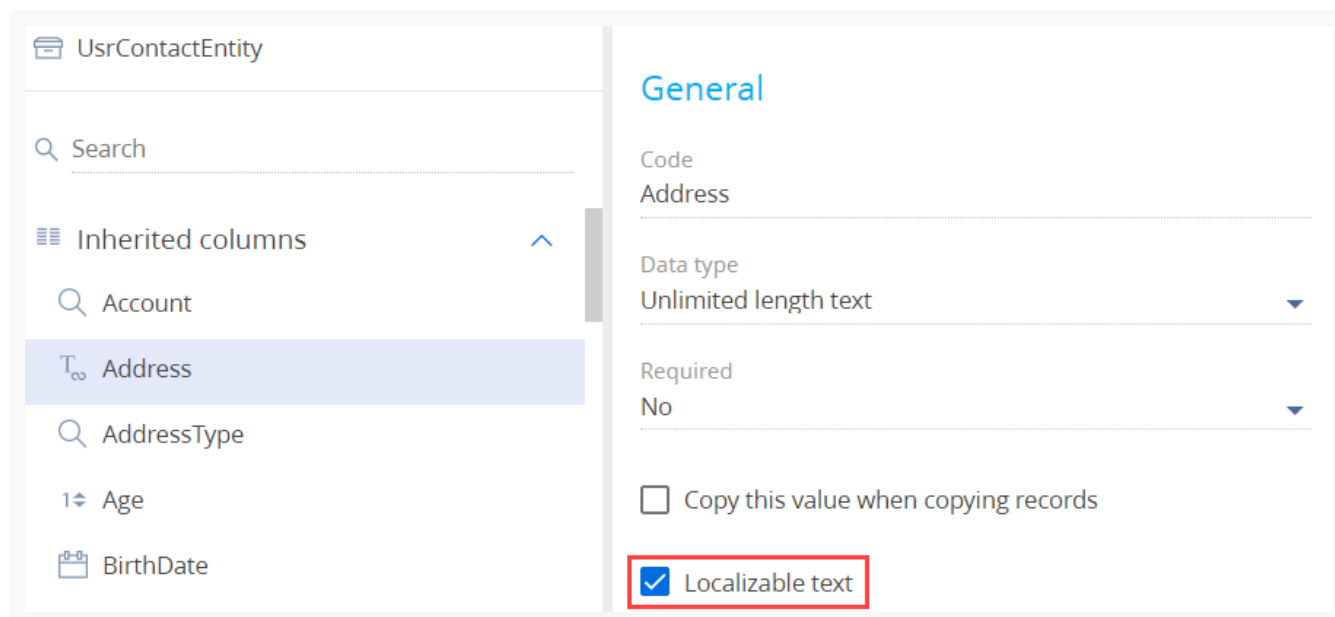 UsrContactEntity
Search
Inherited columns
Account
Address
AddressType
1 Age
BirthDate
General
Code
Address
Data type
Unlimited length text
Required
No
Copy this value when copying records
Localizable text